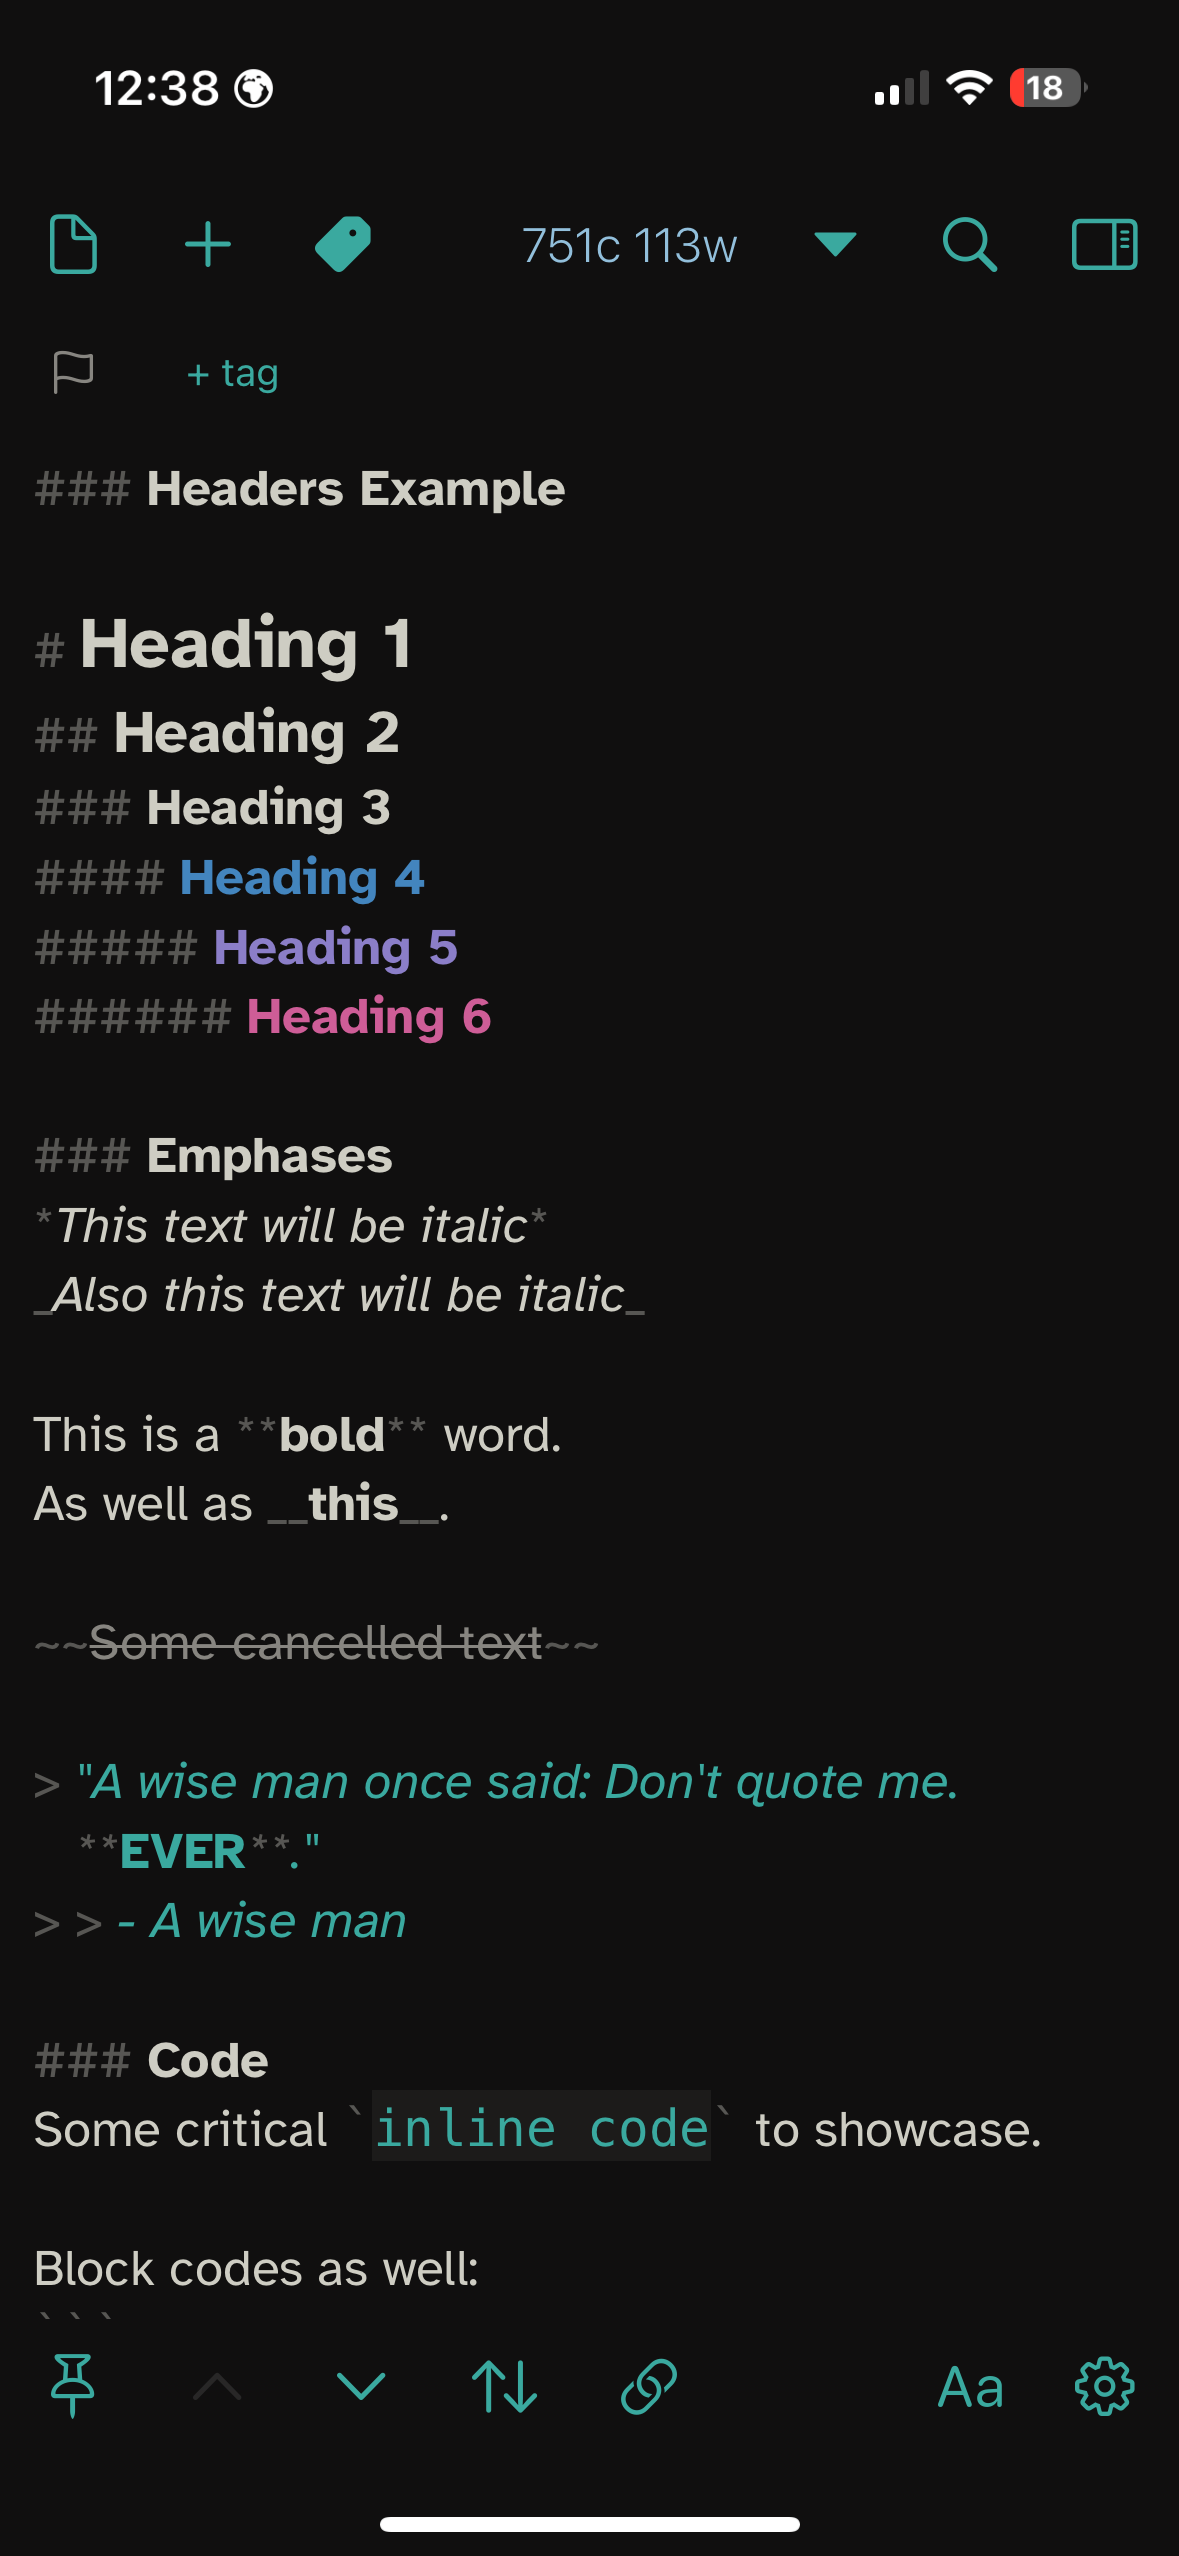 12:38 18
751c 113w
+ tag
### Headers Example
# Heading 1
## Heading 2
### Heading 3
#### Heading 4
##### Heading 5
###### Heading 6
### Emphases
*This text will be italic*
_Also this text will be italic_
This is a **bold** word.
As well as __this__.
~~Some cancelled text~~
> "A wise man once said: Don't quote me.
**EVER**."
> > - A wise man
### Code
Some critical `inline code` to showcase.
Block codes as well:
```
Aa